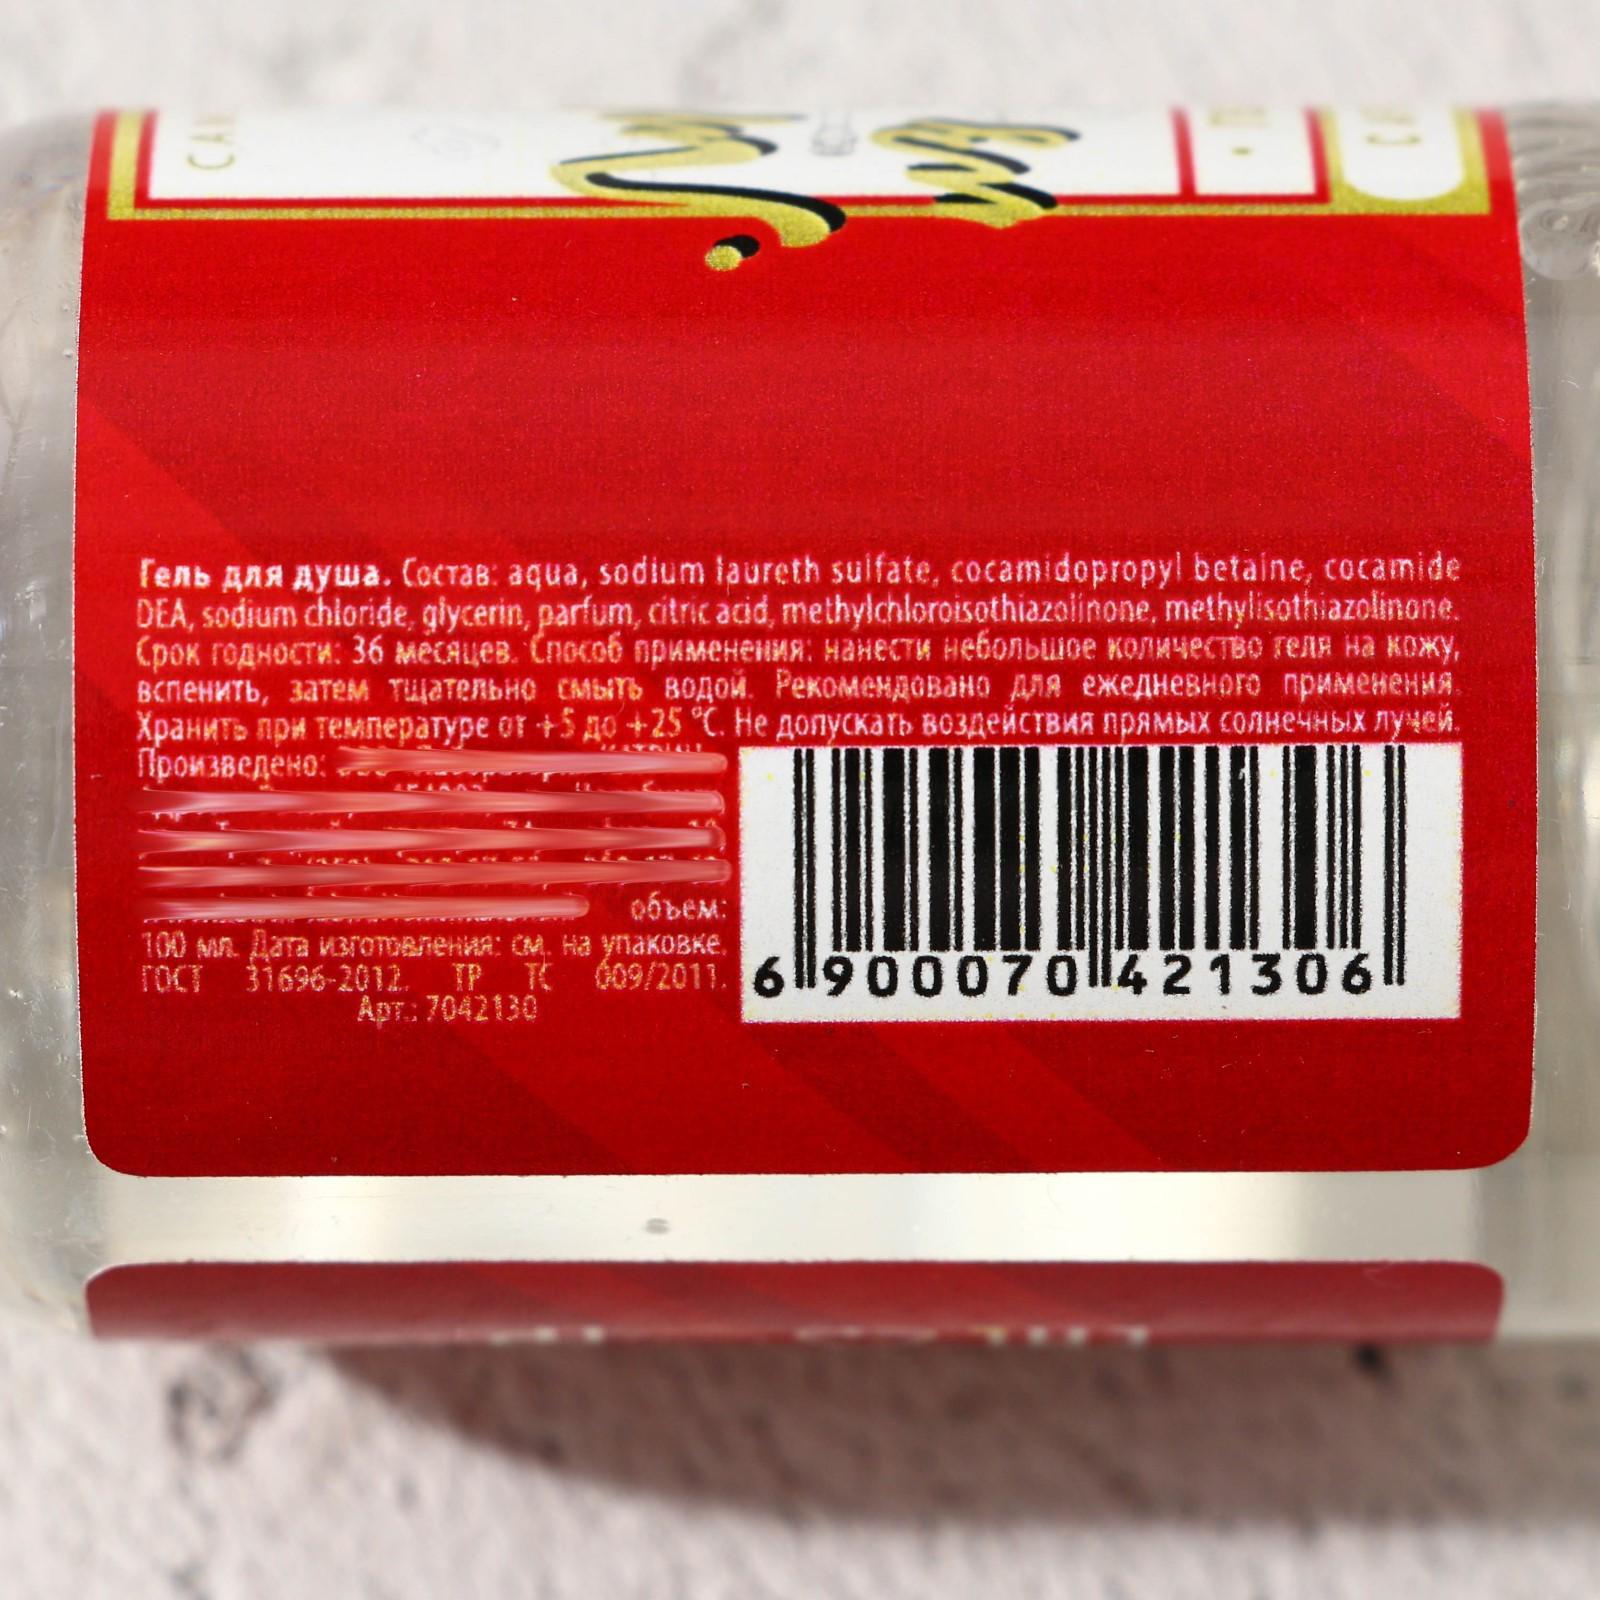 Гель для душа. Состав: aqua, sodium laureth sulfate, cocamidopropyl betaine, cocamide
DEA, sodium chloride, glycerin, parfum, citric acid, methylchloroisothiazolinone, methylisothiazolinone.
Срок годности: 36 месяцев. Способ применения: нанести небольшое количество геля на кожу,
вспенить, затем тщательно смыть водой. Рекомендовано для ежедневного применения.
Хранить при температуре от +5 до +25 °C. Не допускать воздействия прямых солнечных лучей.
Произведено:
объем:
100 мл. Дата изготовления: см. на упаковке.
ГОСТ 31696-2012. ТР ТС 009/2011.
Арт.: 7042130
6 900070 421306